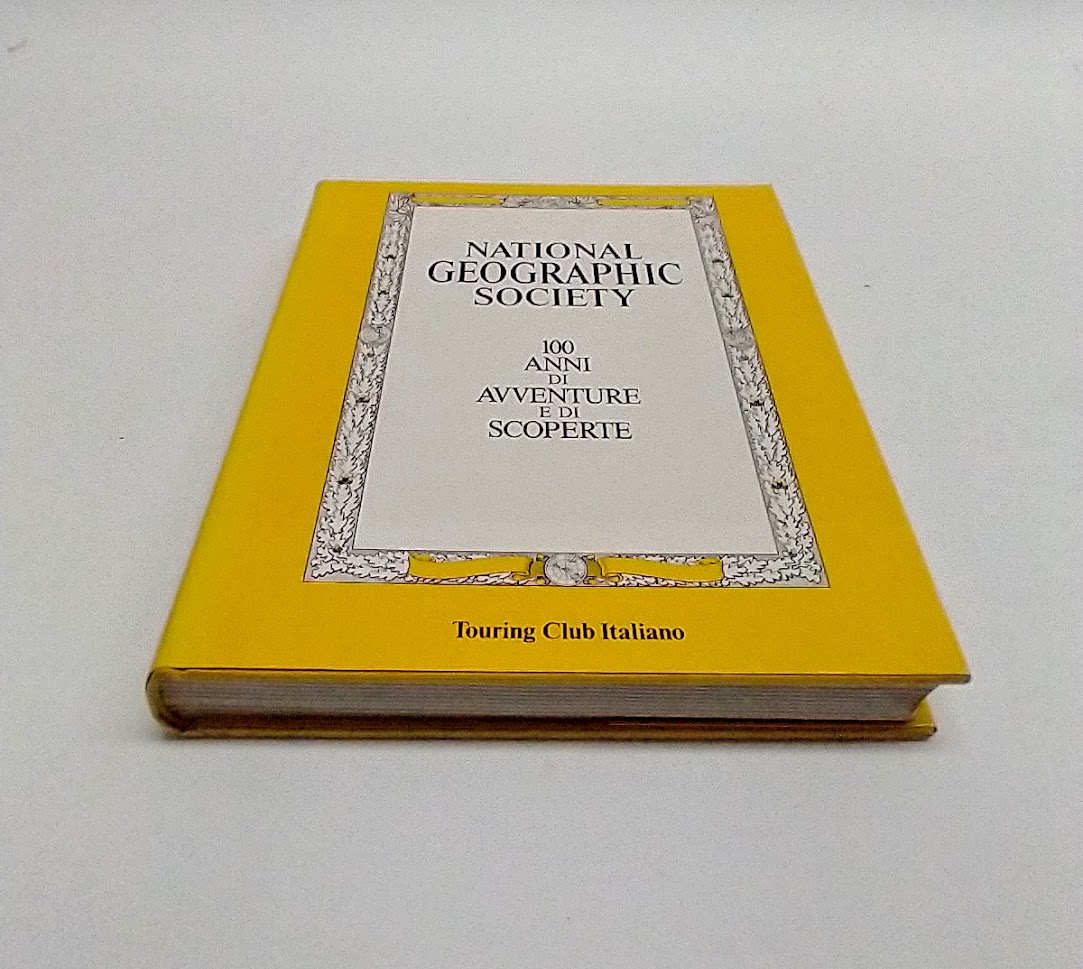 NATIONAL
GEOGRAPHIC
SOCIETY
100
ANNI
DI
AVVENTURE
E DI
SCOPERTE
Touring Club Italiano